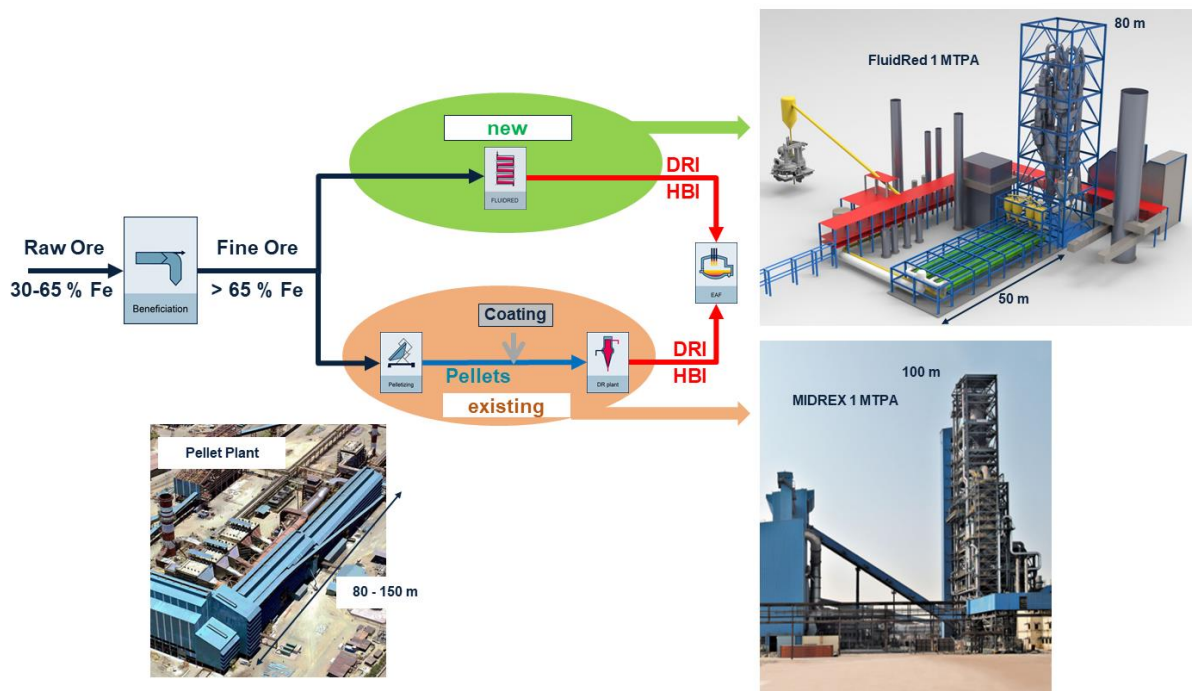 80 m
FluidRed 1 MTPA
50 m
new
FLUIDRED
DRI
HBI
Raw Ore
30-65 % Fe
Beneficiation
Fine Ore
> 65 % Fe
EAF
Coating
Pelletizing
Pellets
DR plant
DRI
HBI
existing
Pellet Plant
80 - 150 m
100 m
MIDREX 1 MTPA